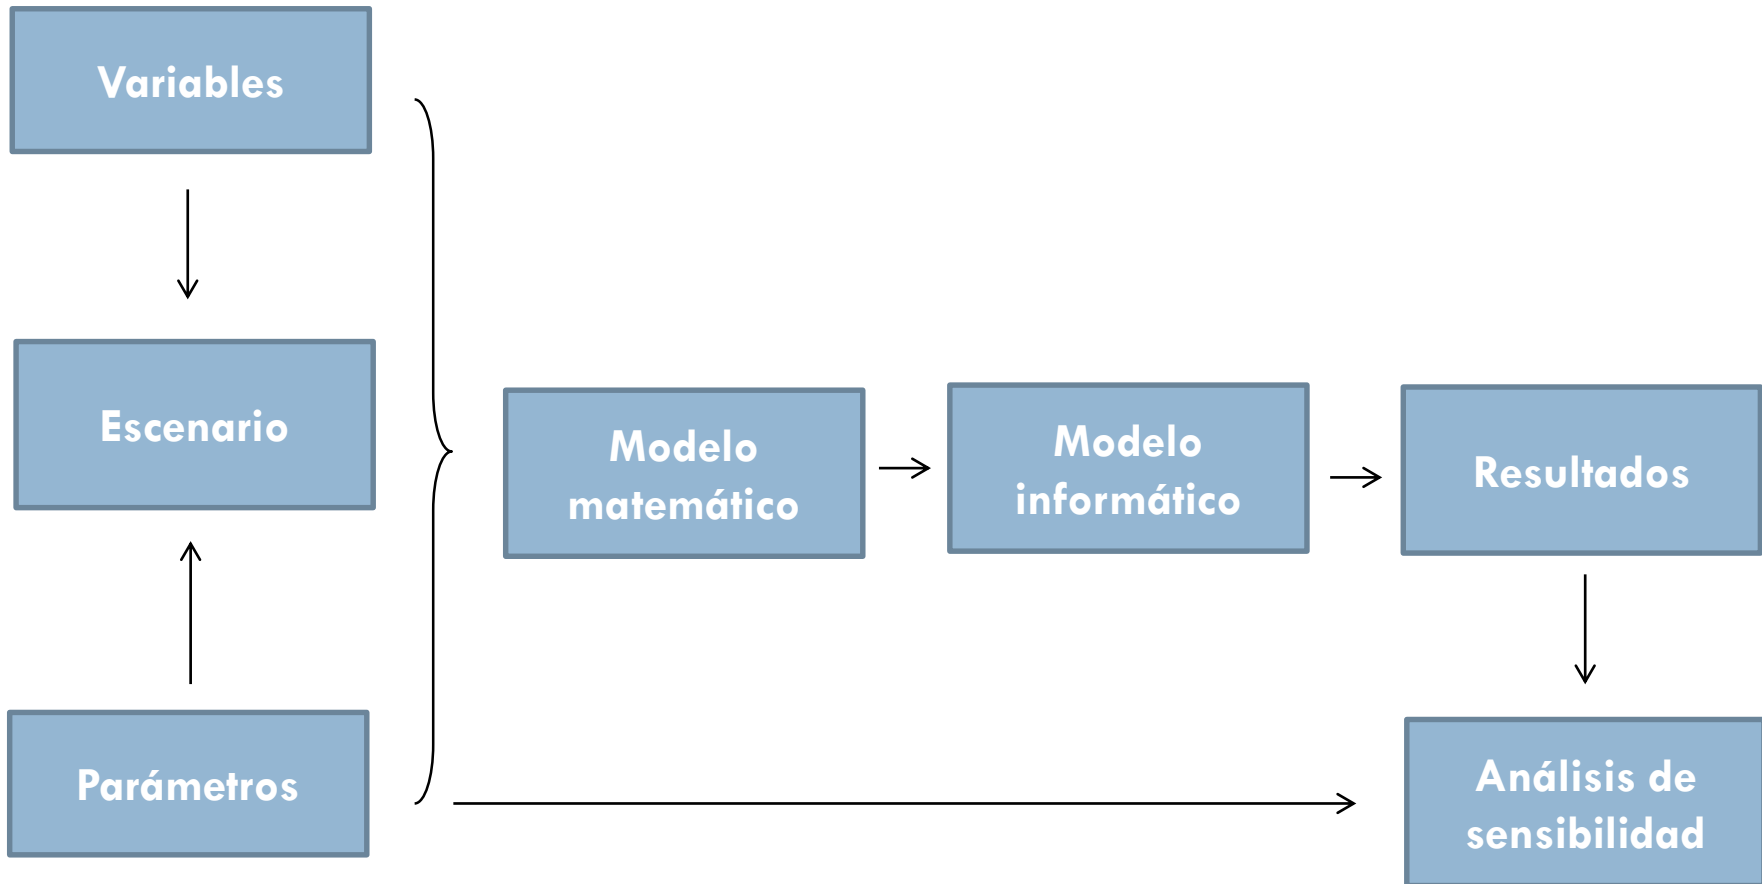 Variables
Escenario
Parámetros
Modelo
matemático
Modelo
informático
Resultados
Análisis de
sensibilidad